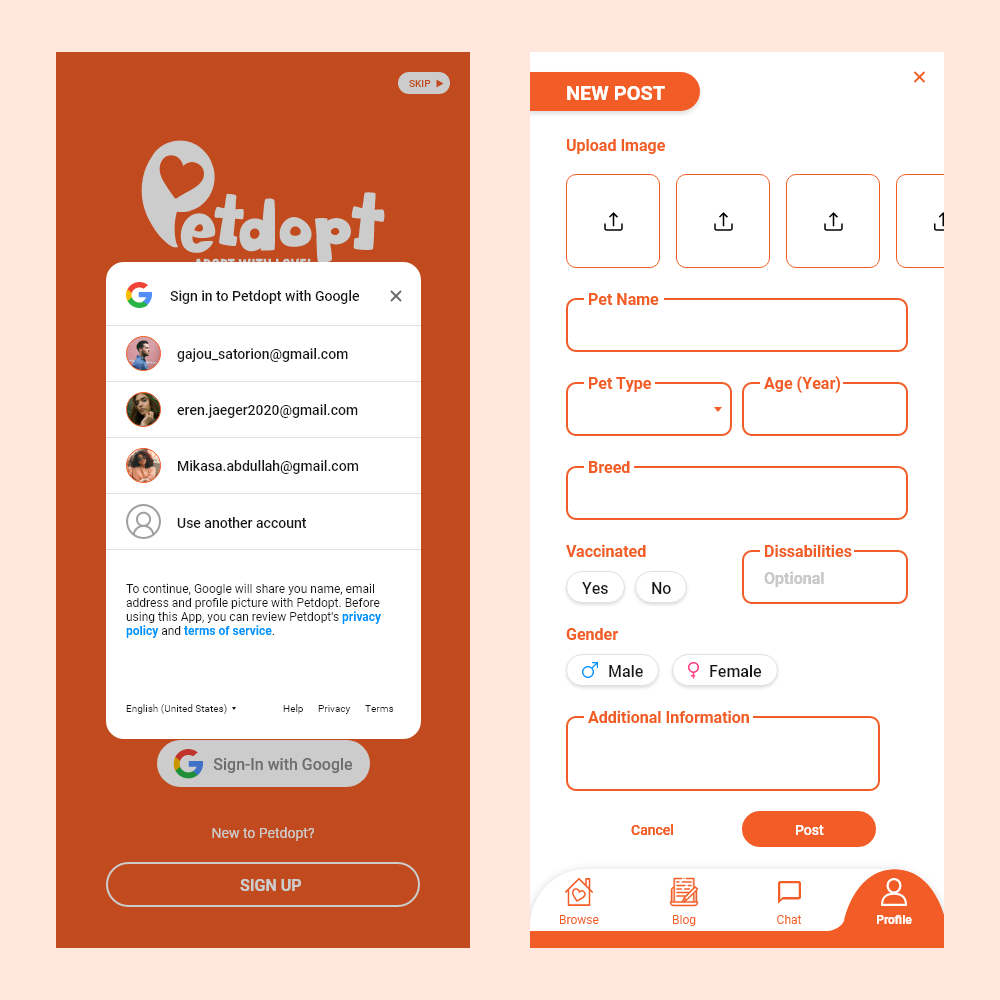 SKIP
Petdopt
ADOPT WITH LOVE!
Sign in to Petdopt with Google
gajou_satorion@gmail.com
eren.jaeger2020@gmail.com
Mikasa.abdullah@gmail.com
Use another account
To continue, Google will share you name, email
address and profile picture with Petdopt. Before
using this App, you can review Petdopt's privacy
policy and terms of service.
English (United States) Help Privacy Terms
Sign-In with Google
New to Petdopt?
SIGN UP
NEW POST
Upload Image
Pet Name
Pet Type Age (Year)
Breed
Vaccinated Dissabilities
Yes No Optional
Gender
Male Female
Additional Information
Cancel Post
Browse Blog Chat Profile